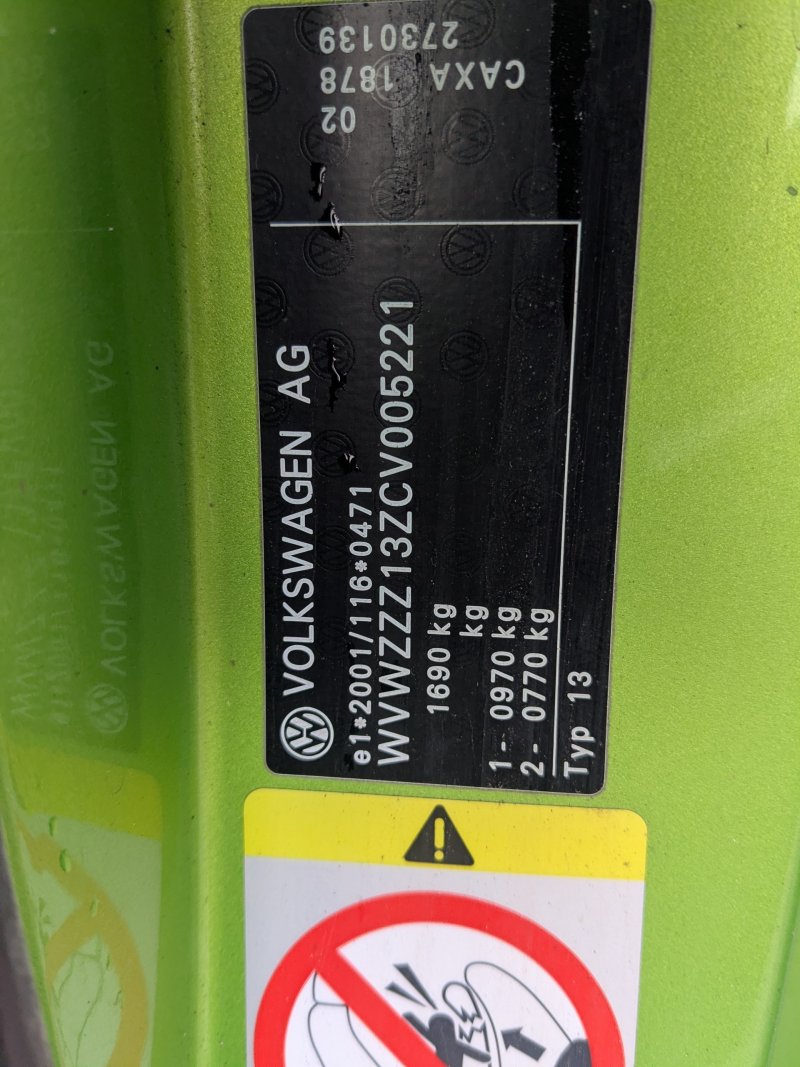 VOLKSWAGEN AG
e1*2001/116*0471
WVWZZZ13ZCV005221
1690 kg
kg
1- 0970 kg
2- 0770 kg
Typ 13
02
CAXA 1878
2730139